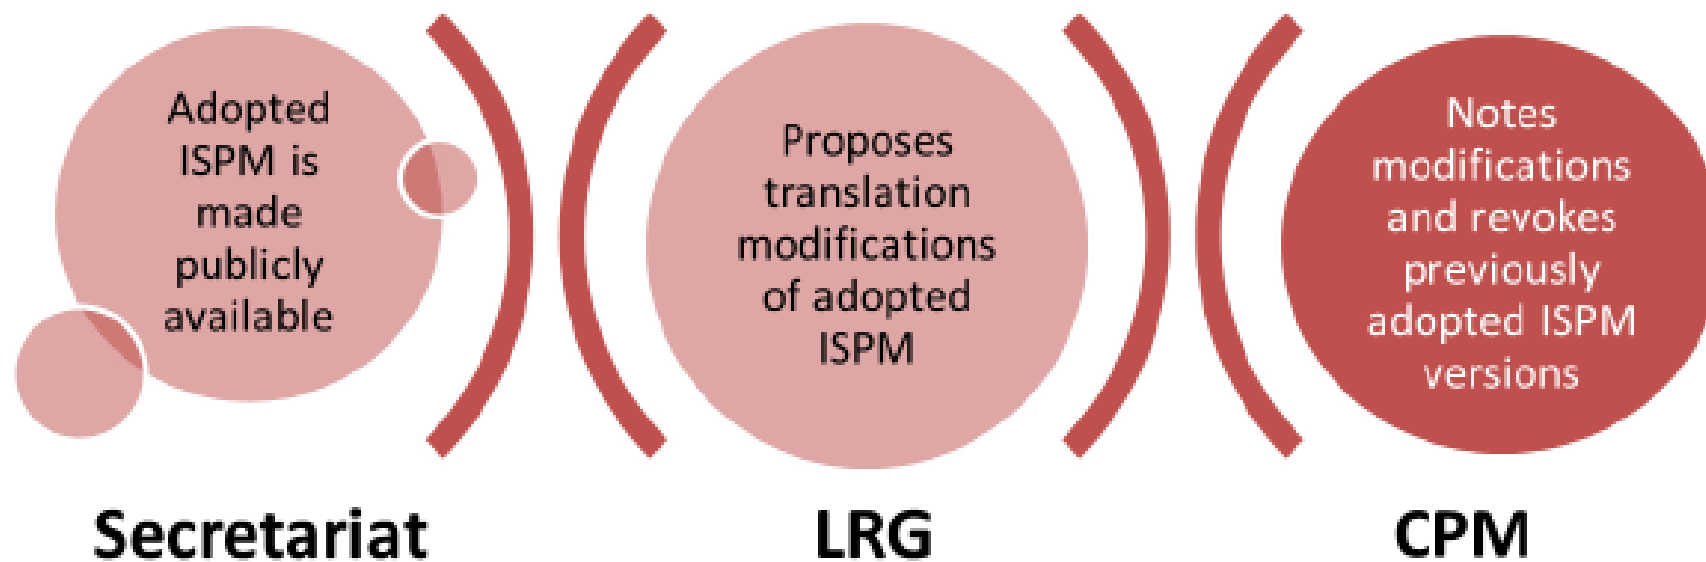 Adopted
ISPM is
made
publicly
available
Proposes
translation
modifications
of adopted
ISPM
Notes
modifications
and revokes
previously
adopted ISPM
versions
Secretariat
LRG
CPM